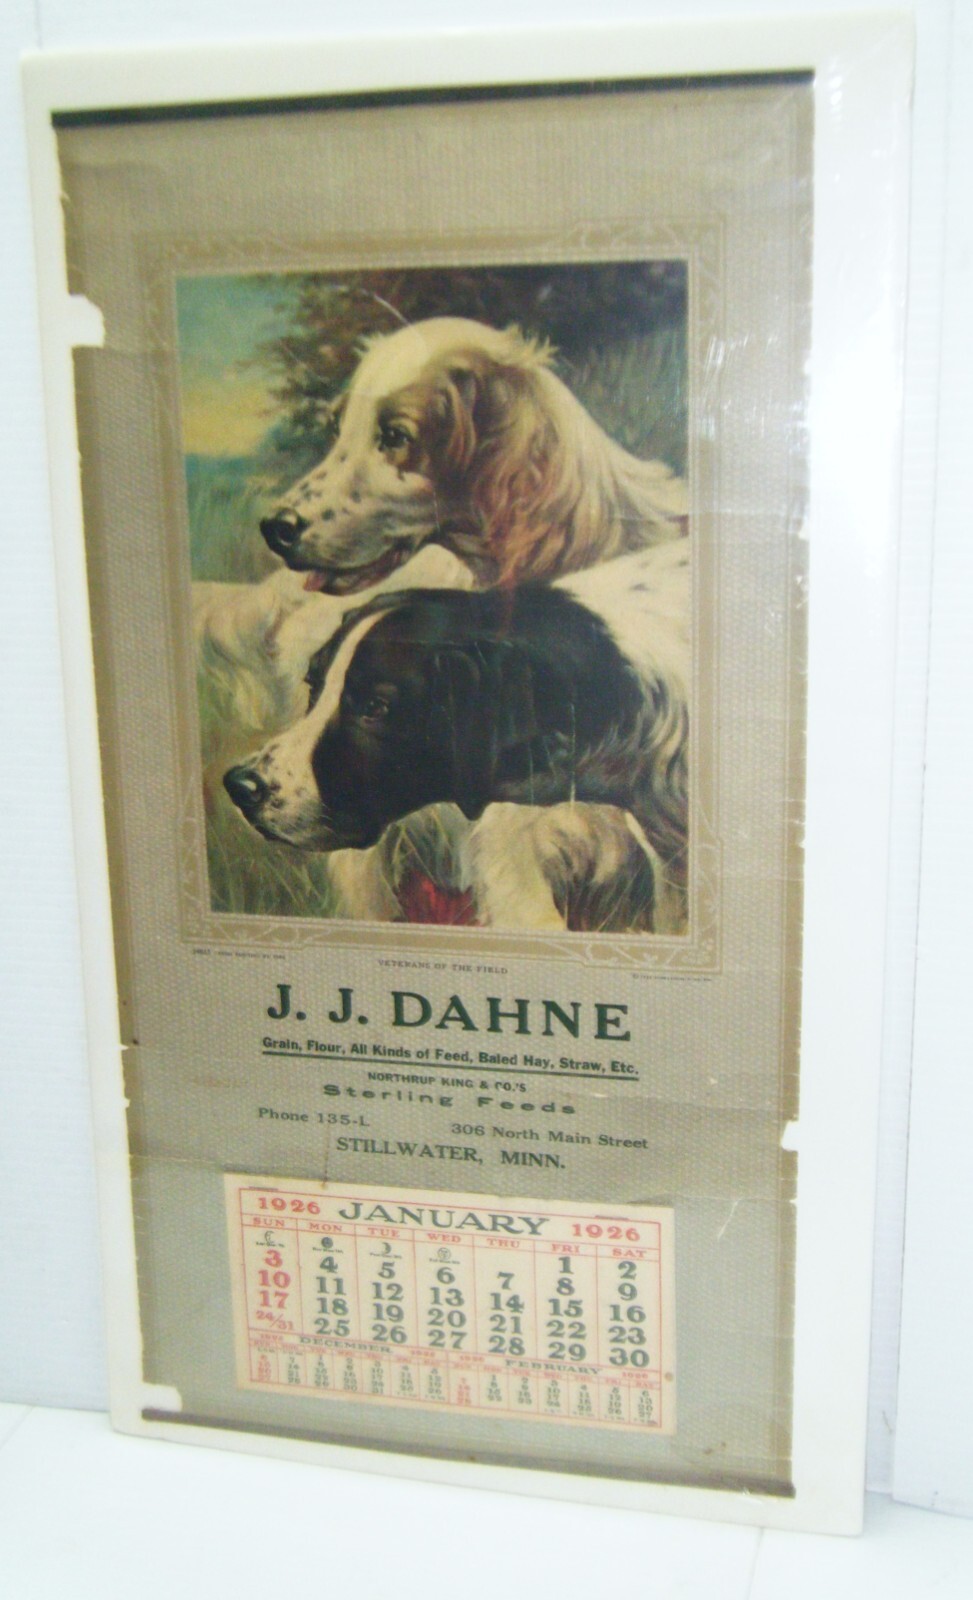 VETERANS OF THE FIELD
J. J. DAHNE
Grain, Flour, All Kinds of Feed, Baled Hay, Straw, Etc.
NORTHRUP KING & CO.'S
Sterling Feeds
Phone 135-L 306 North Main Street
STILLWATER, MINN.
1926 JANUARY 1926
SUN MON TUE WED THU FRI SAT
1 2
3 4 5 6 7 8 9
10 11 12 13 14 15 16
17 18 19 20 21 22 23
24/31 25 26 27 28 29 30
DECEMBER
FEBRUARY